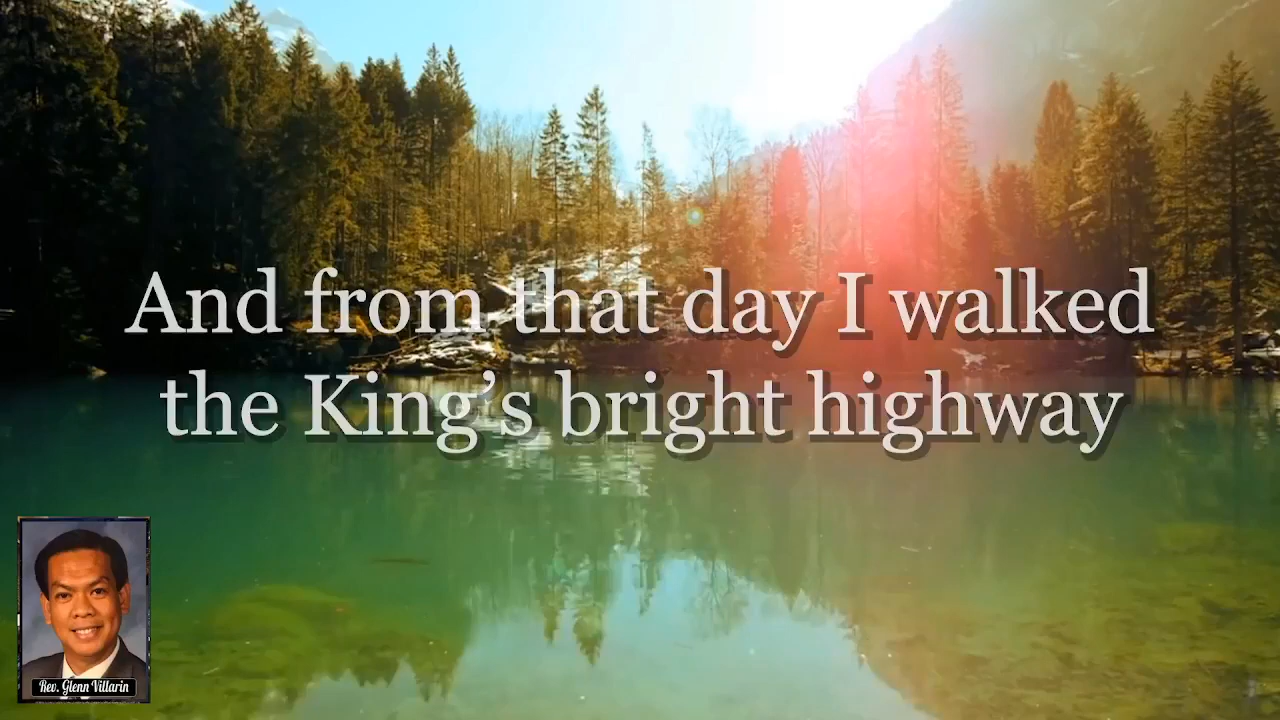 And from that day I walked
the King’s bright highway
Rev. Glenn Villarin